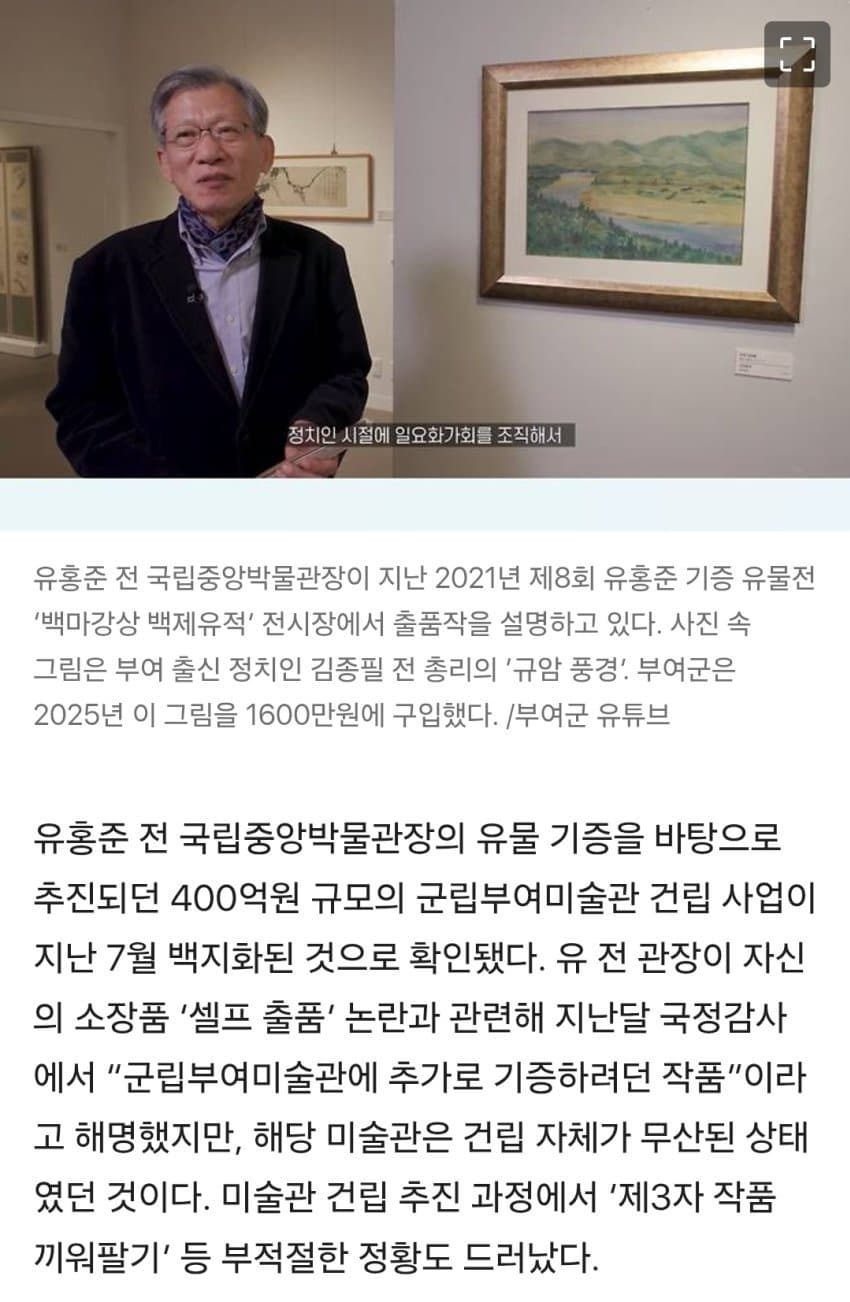 정치인 시절에 일요화가회를 조직해서
유홍준 전 국립중앙박물관장이 지난 2021년 제8회 유홍준 기증 유물전
‘백마강상 백제유적’ 전시장에서 출품작을 설명하고 있다. 사진 속
그림은 부여 출신 정치인 김종필 전 총리의 ‘규암 풍경’. 부여군은
2025년 이 그림을 1600만원에 구입했다. /부여군 유튜브
유홍준 전 국립중앙박물관장의 유물 기증을 바탕으로
추진되던 400억원 규모의 군립부여미술관 건립 사업이
지난 7월 백지화된 것으로 확인됐다. 유 전 관장이 자신
의 소장품 ‘셀프 출품’ 논란과 관련해 지난달 국정감사
에서 “군립부여미술관에 추가로 기증하려던 작품”이라
고 해명했지만, 해당 미술관은 건립 자체가 무산된 상태
였던 것이다. 미술관 건립 추진 과정에서 ‘제3자 작품
끼워팔기’ 등 부적절한 정황도 드러났다.